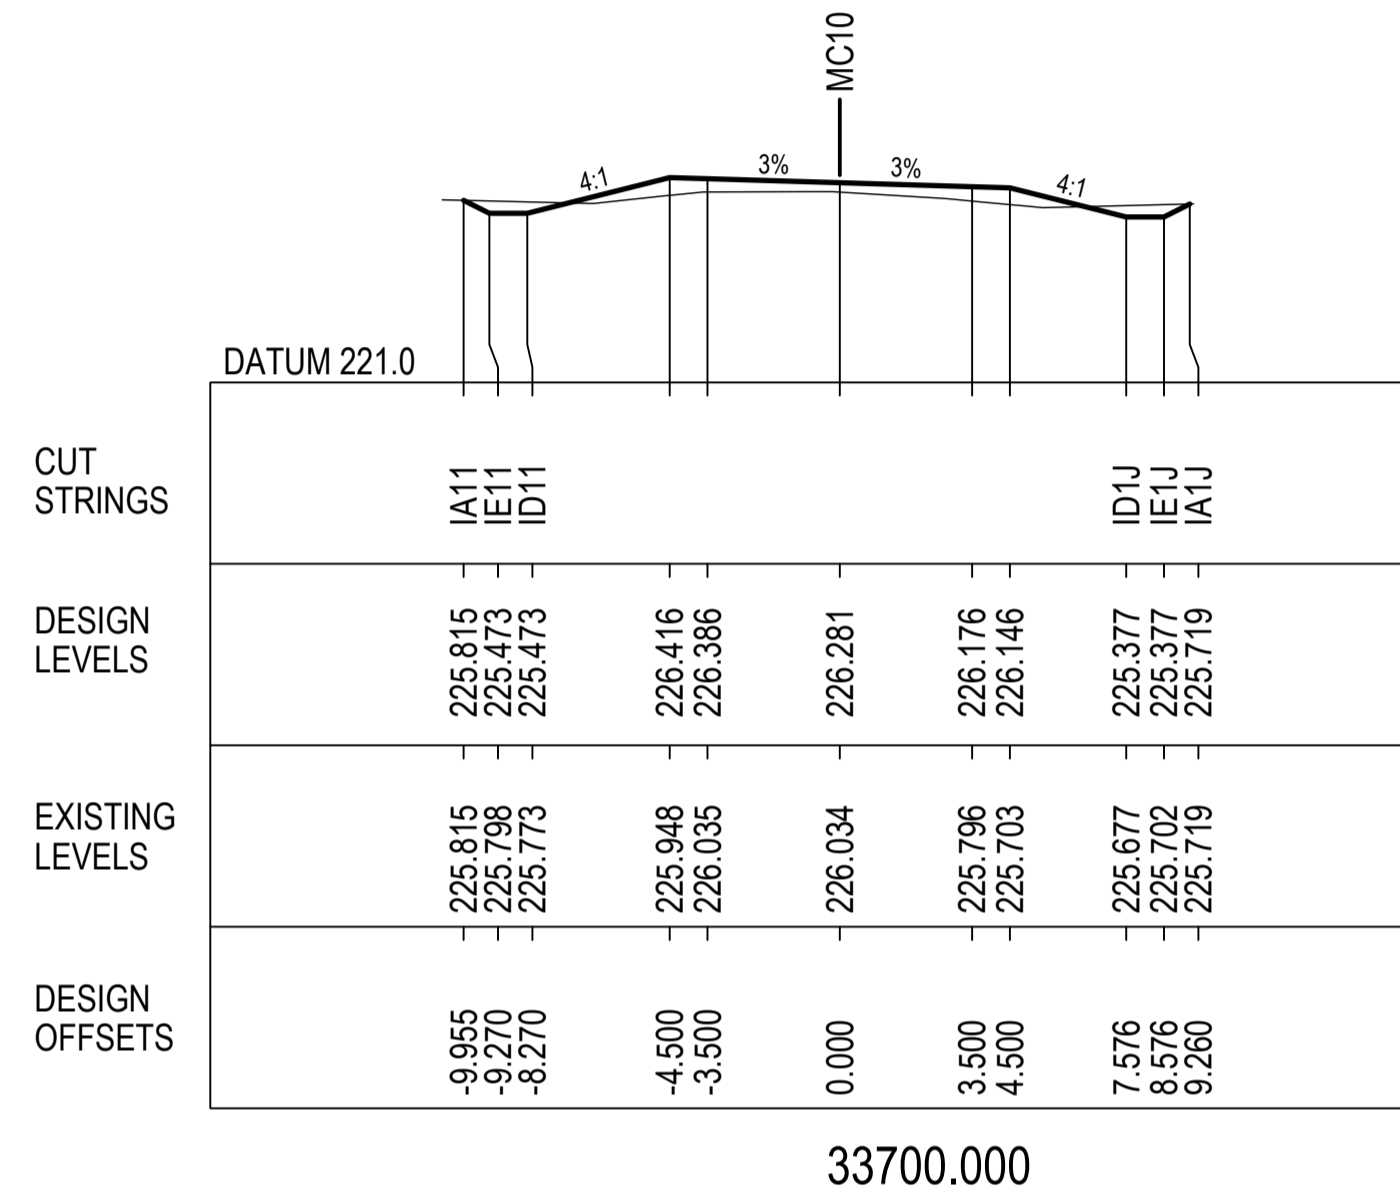 MC10
4:1
3%
3%
4:1
DATUM 221.0
CUT
STRINGS
IA11
IE11
ID11
ID1J
IE1J
IA1J
DESIGN
LEVELS
225.815
225.473
225.473
226.416
226.386
226.281
226.176
226.146
225.377
225.377
225.719
EXISTING
LEVELS
225.815
225.798
225.773
225.948
226.035
226.034
225.796
225.703
225.677
225.702
225.719
DESIGN
OFFSETS
-9.955
-9.270
-8.270
-4.500
-3.500
0.000
3.500
4.500
7.576
8.576
9.260
33700.000